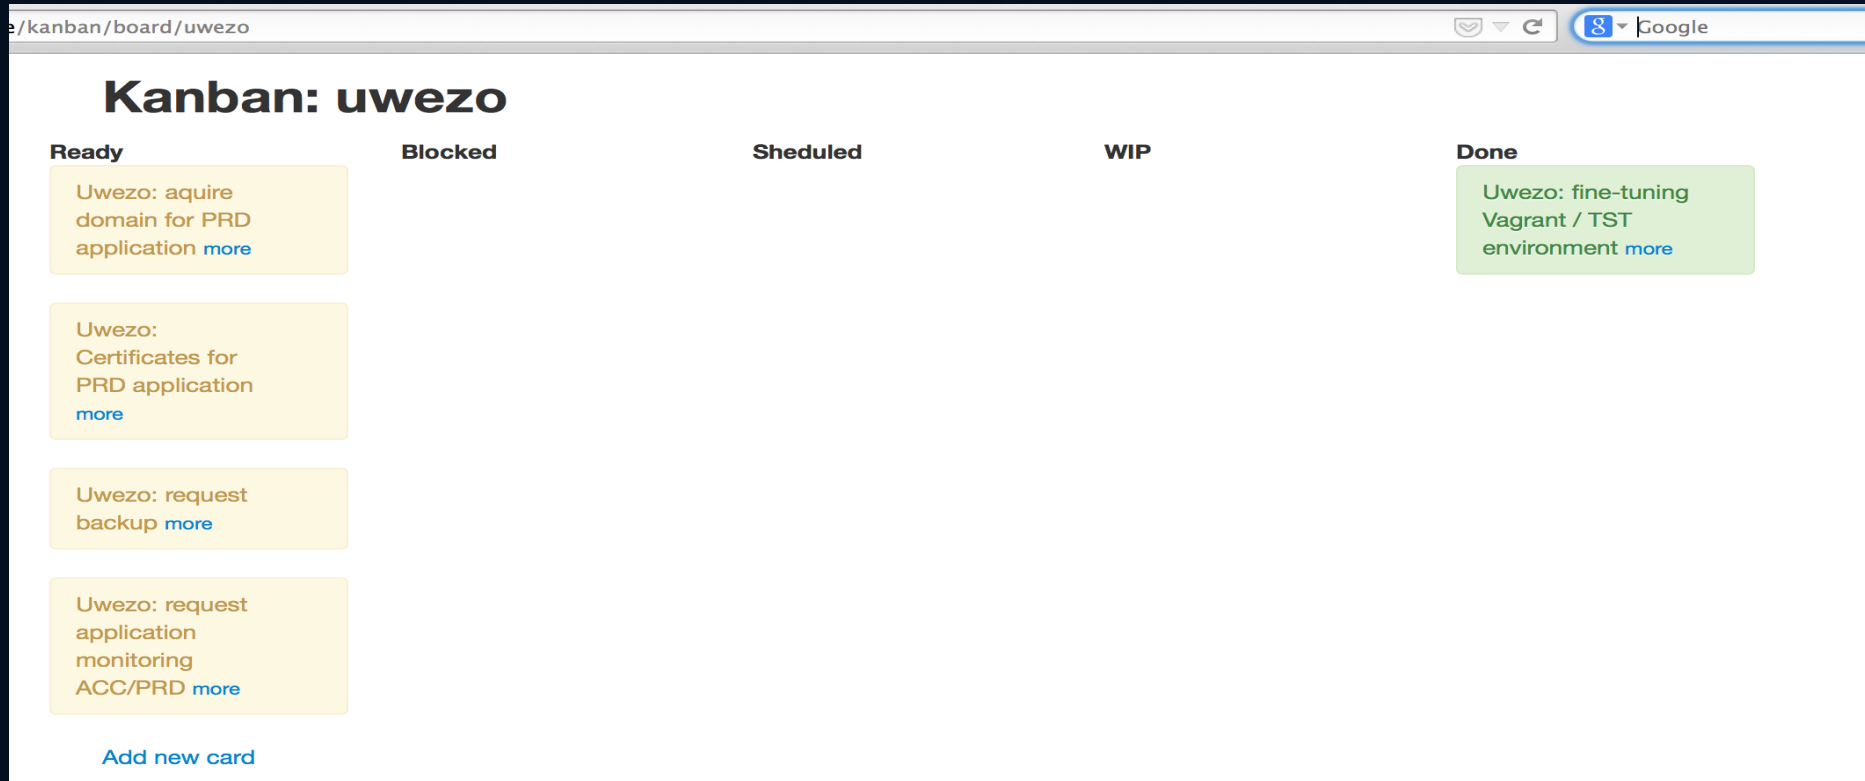 e/kanban/board/uwezo
Google
Kanban: uwezo
Ready
Blocked
Sheduled
WIP
Done
Uwezo: aquire
domain for PRD
application more
Uwezo:
Certificates for
PRD application
more
Uwezo: request
backup more
Uwezo: request
application
monitoring
ACC/PRD more
Add new card
Uwezo: fine-tuning
Vagrant / TST
environment more